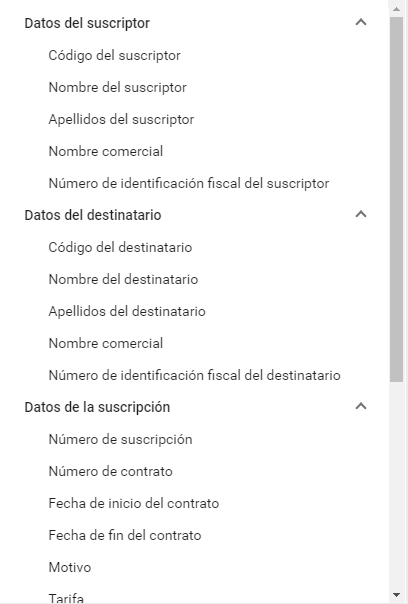 Datos del suscriptor
Código del suscriptor
Nombre del suscriptor
Apellidos del suscriptor
Nombre comercial
Número de identificación fiscal del suscriptor
Datos del destinatario
Código del destinatario
Nombre del destinatario
Apellidos del destinatario
Nombre comercial
Número de identificación fiscal del destinatario
Datos de la suscripción
Número de suscripción
Número de contrato
Fecha de inicio del contrato
Fecha de fin del contrato
Motivo
Tarifa